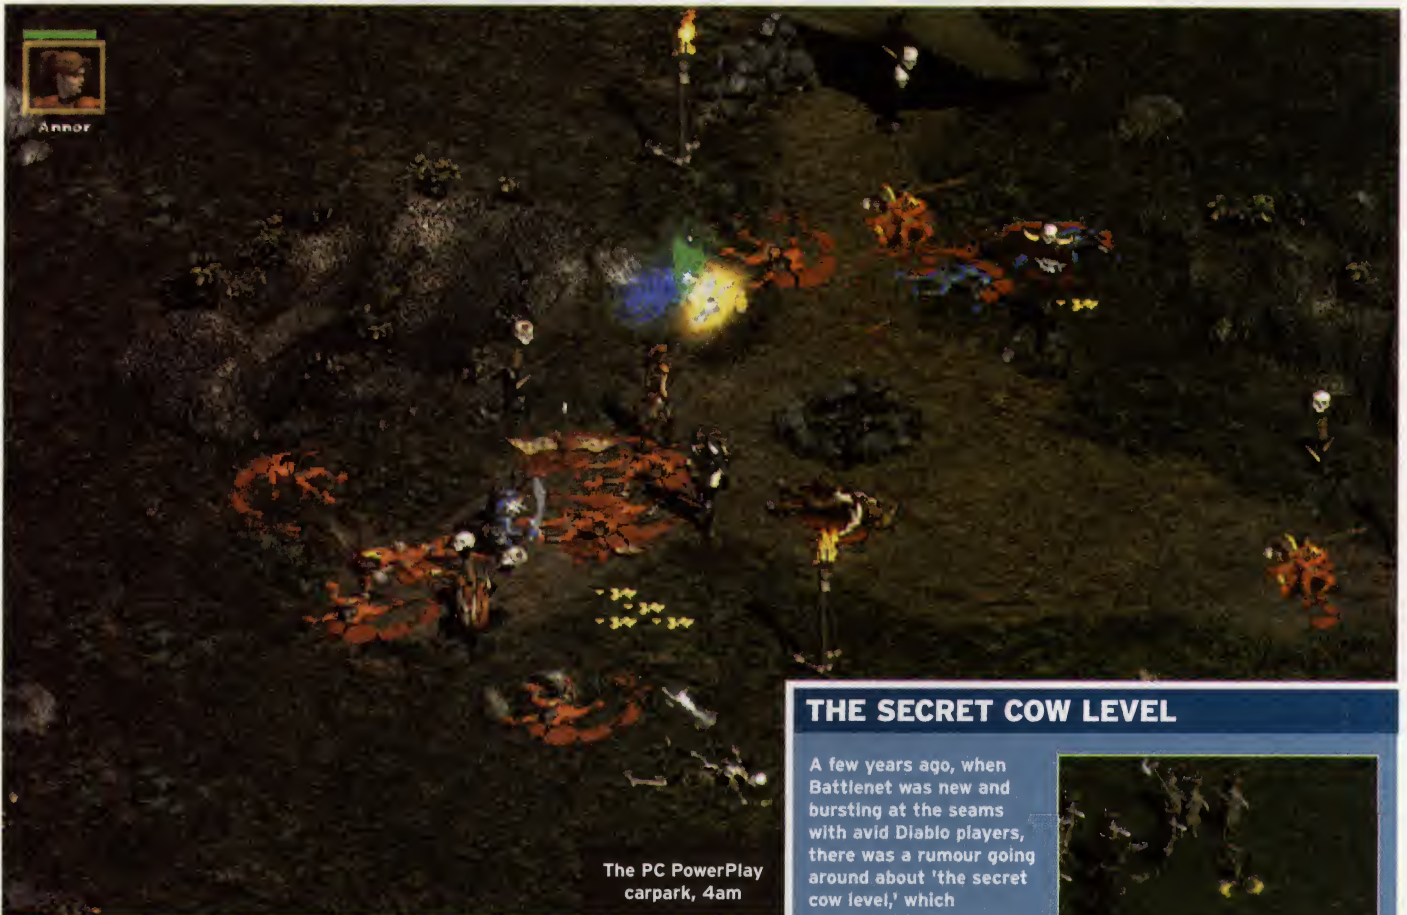 Annor
The PC PowerPlay
carpark, 4am
THE SECRET COW LEVEL
A few years ago, when
Battlenet was new and
bursting at the seams
with avid Diablo players,
there was a rumour going
around about 'the secret
cow level,' which